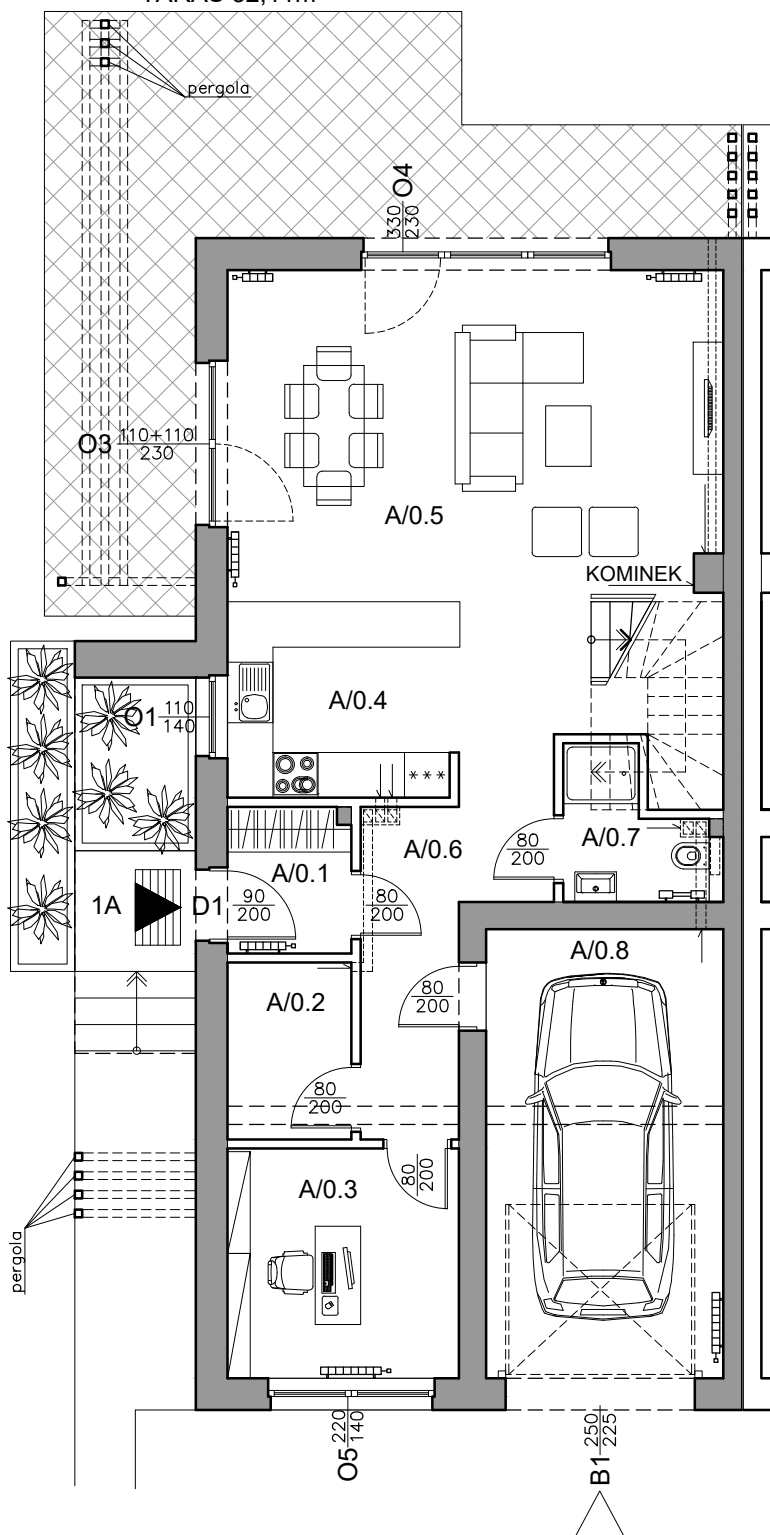 pergola
O4
330
230
O3
110+110
230
A/0.5
KOMINEK
A/0.4
O1
110
140
***
A/0.7
A/0.6
80
200
A/0.1
1A
D1
90
200
80
200
A/0.8
A/0.2
80
200
80
200
A/0.3
80
200
pergola
O5
220
140
B1
250
225